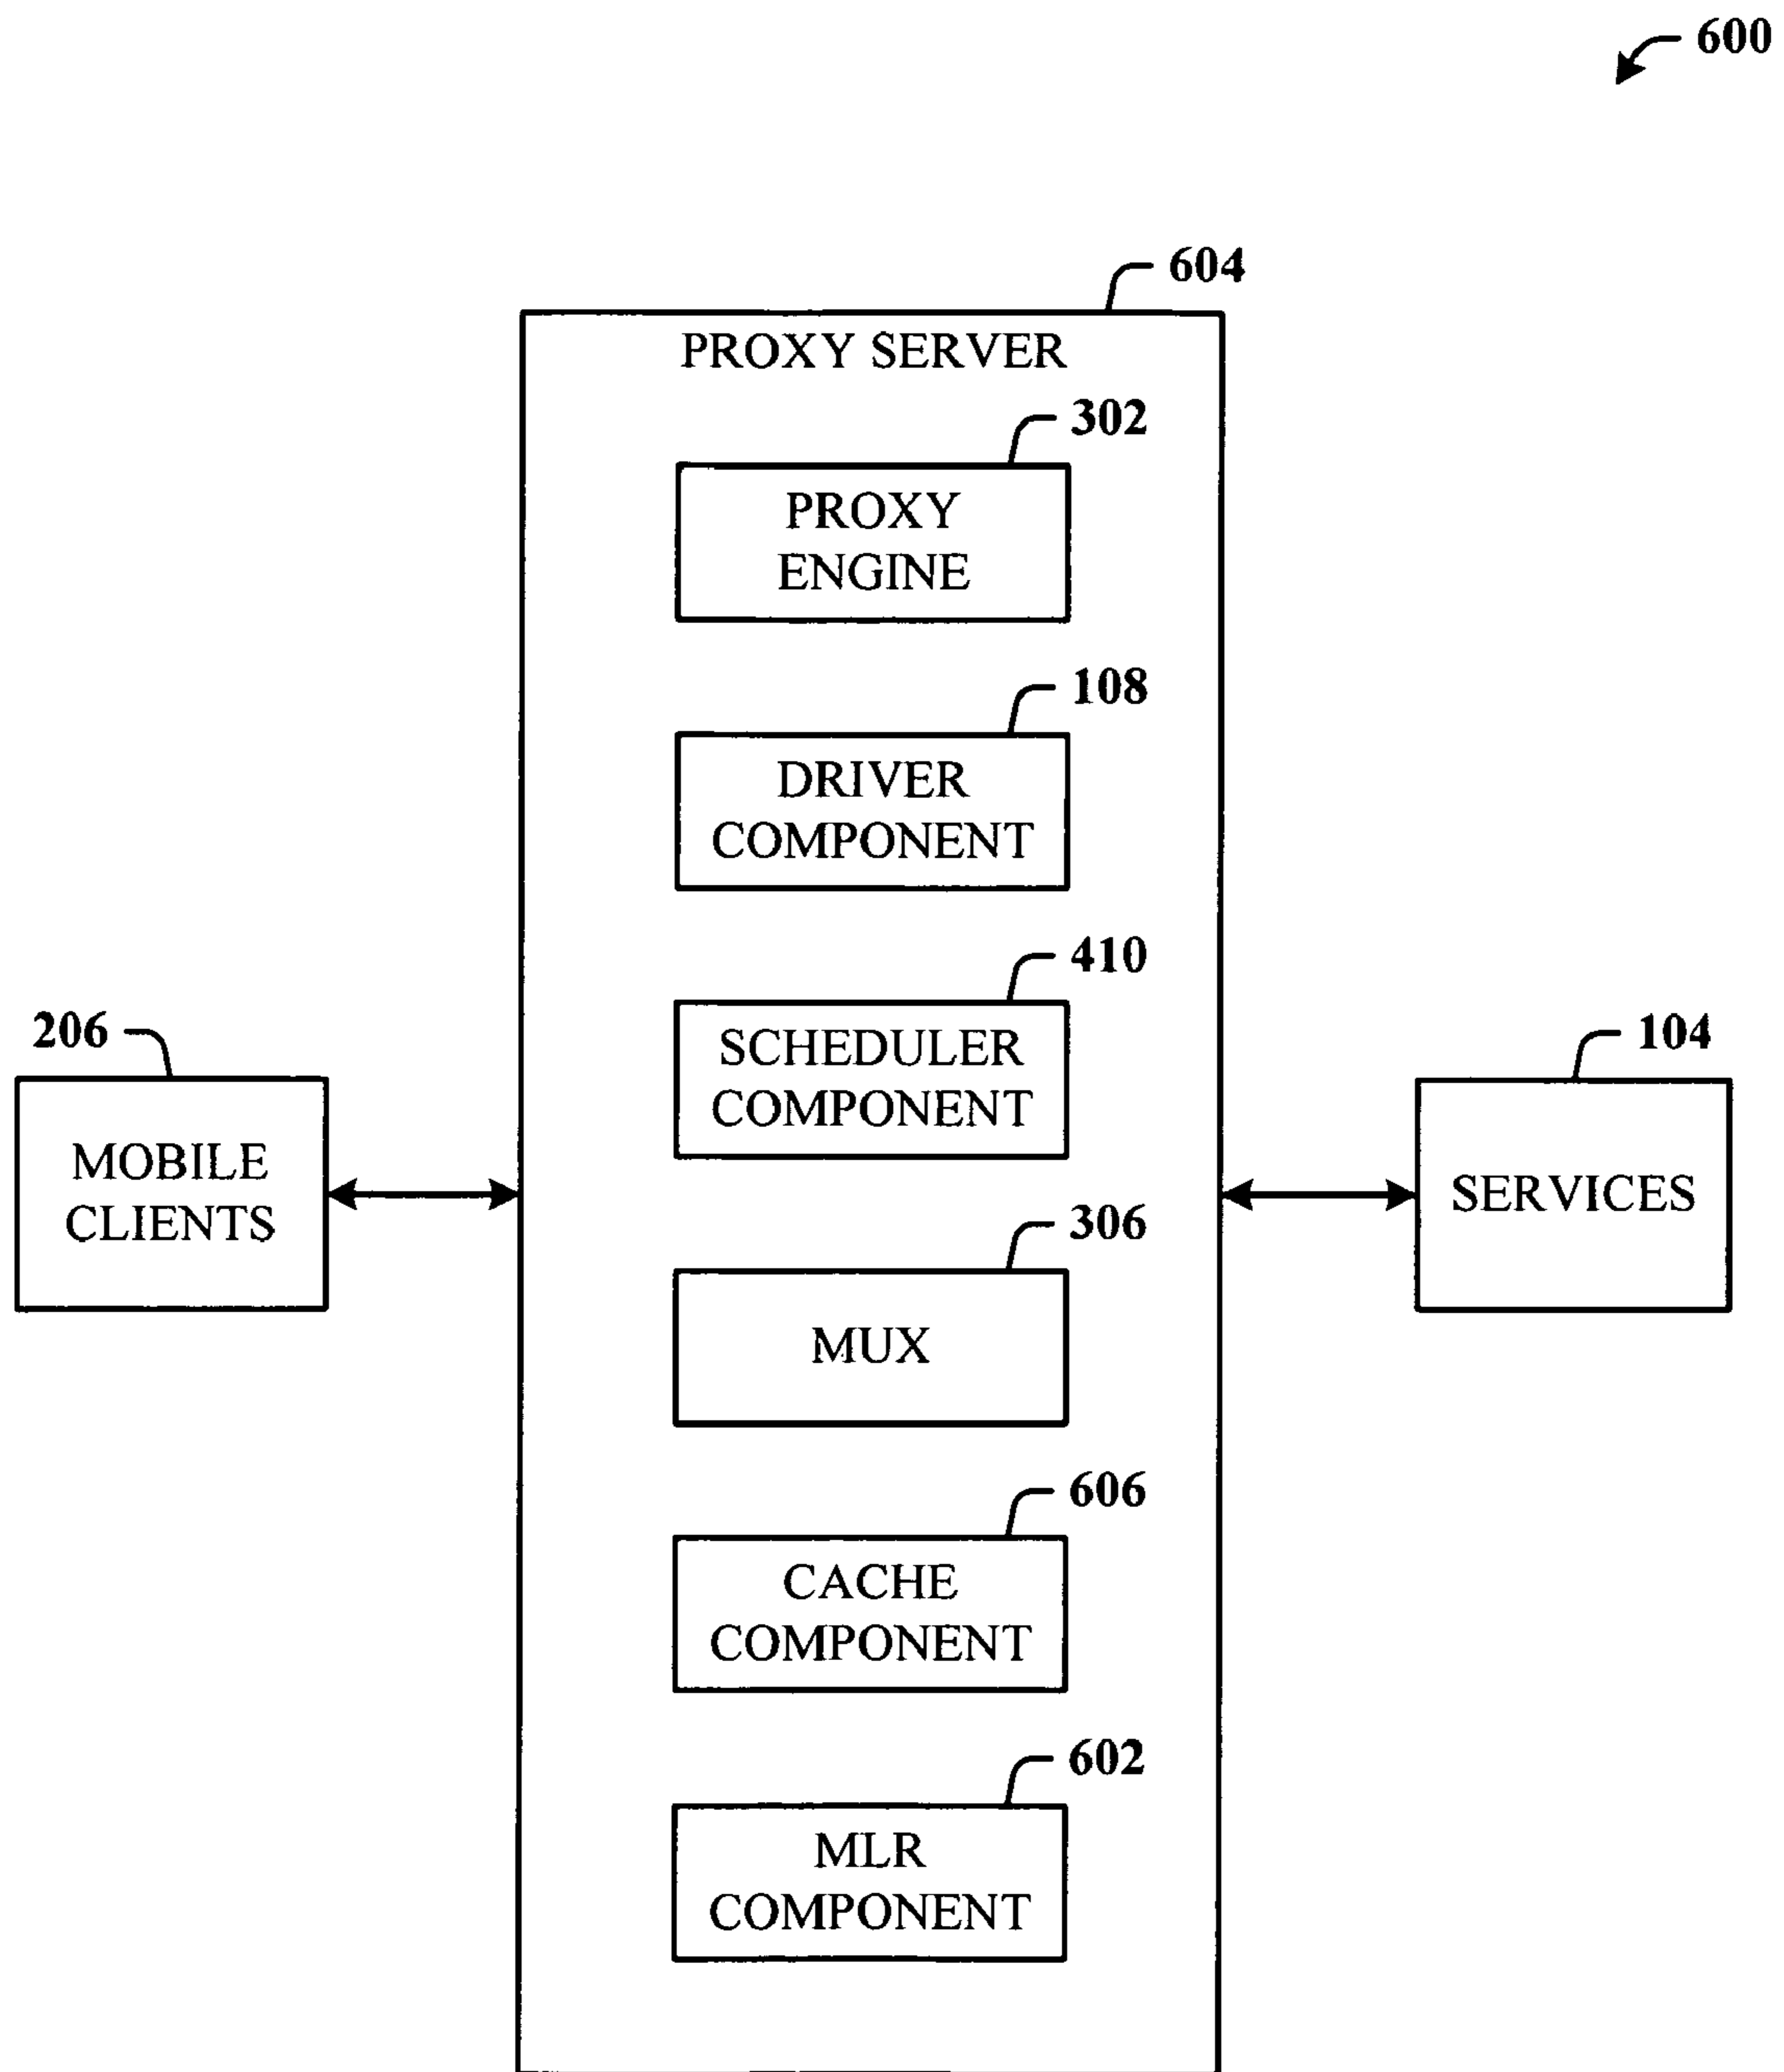 600
604
PROXY SERVER
302
PROXY
ENGINE
108
DRIVER
COMPONENT
410
SCHEDULER
COMPONENT
206
MOBILE
CLIENTS
104
SERVICES
306
MUX
606
CACHE
COMPONENT
602
MLR
COMPONENT